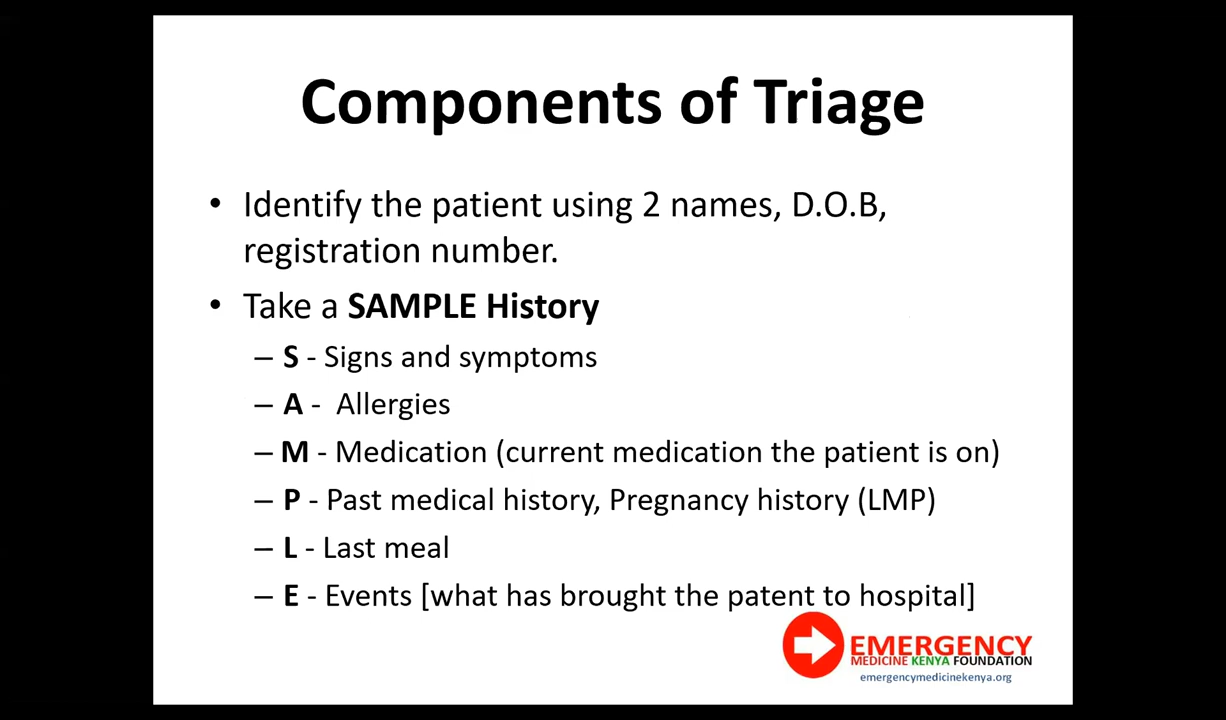 Components of Triage
• Identify the patient using 2 names, D.O.B,
registration number.
• Take a SAMPLE History
– S - Signs and symptoms
– A - Allergies
– M - Medication (current medication the patient is on)
– P - Past medical history, Pregnancy history (LMP)
– L - Last meal
– E - Events [what has brought the patent to hospital]
EMERGENCY
MEDICINE KENYA FOUNDATION
emergencymedicinekenya.org